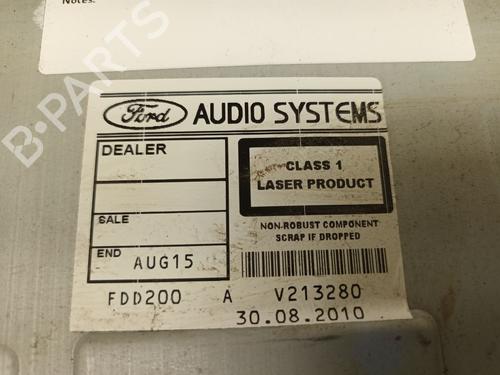 Notes:
B-PARTS
Ford AUDIO SYSTEMS
DEALER
CLASS 1
LASER PRODUCT
SALE
NON-ROBUST COMPONENT
SCRAP IF DROPPED
END AUG15
FDD200 A V213280
30.08.2010